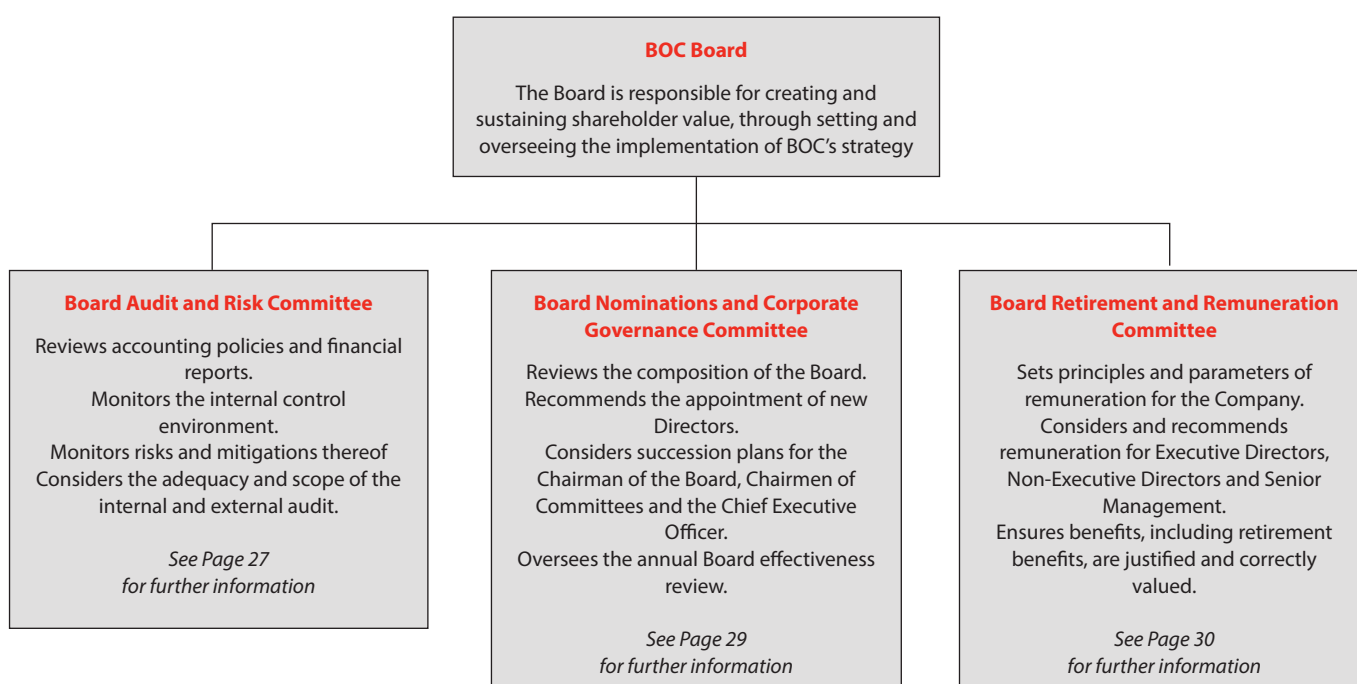 BOC Board
The Board is responsible for creating and
sustaining shareholder value, through setting and
overseeing the implementation of BOC’s strategy
Board Audit and Risk Committee
Reviews accounting policies and financial
reports.
Monitors the internal control
environment.
Monitors risks and mitigations thereof
Considers the adequacy and scope of the
internal and external audit.
See Page 27
for further information
Board Nominations and Corporate
Governance Committee
Reviews the composition of the Board.
Recommends the appointment of new
Directors.
Considers succession plans for the
Chairman of the Board, Chairmen of
Committees and the Chief Executive
Officer.
Oversees the annual Board effectiveness
review.
See Page 29
for further information
Board Retirement and Remuneration
Committee
Sets principles and parameters of
remuneration for the Company.
Considers and recommends
remuneration for Executive Directors,
Non-Executive Directors and Senior
Management.
Ensures benefits, including retirement
benefits, are justified and correctly
valued.
See Page 30
for further information